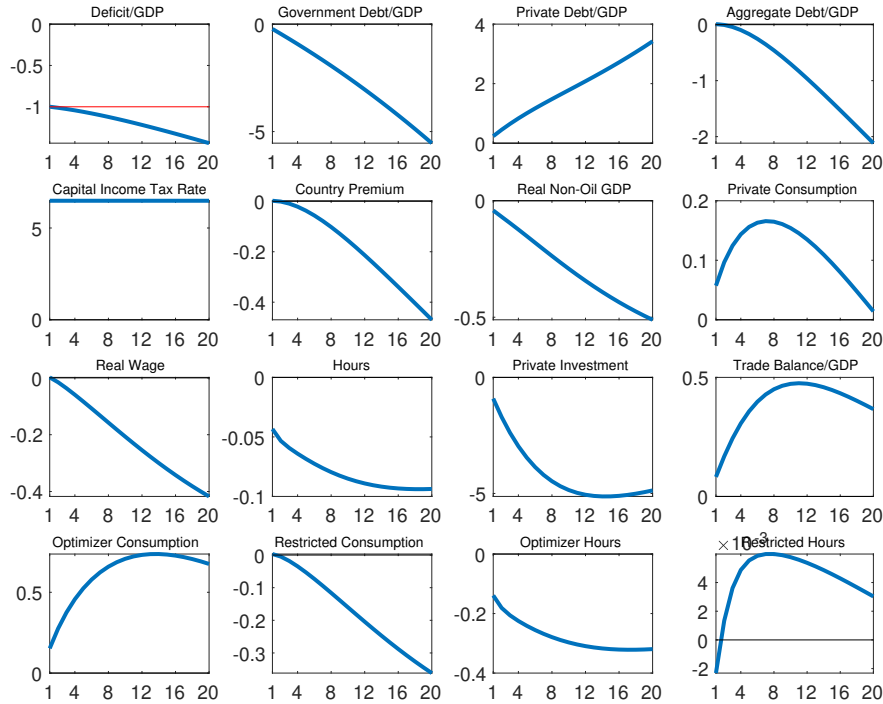 Deficit/GDP
0
-0.5
-1
1 4 8 12 16 20
Government Debt/GDP
0
-5
1 4 8 12 16 20
Private Debt/GDP
4
2
0
1 4 8 12 16 20
Aggregate Debt/GDP
0
-1
-2
1 4 8 12 16 20
Capital Income Tax Rate
5
0
1 4 8 12 16 20
Country Premium
0
-0.2
-0.4
1 4 8 12 16 20
Real Non-Oil GDP
0
-0.5
1 4 8 12 16 20
Private Consumption
0.2
0.1
0
1 4 8 12 16 20
Real Wage
0
-0.2
-0.4
1 4 8 12 16 20
Hours
0
-0.05
-0.1
1 4 8 12 16 20
Private Investment
0
-5
1 4 8 12 16 20
Trade Balance/GDP
0.5
0
1 4 8 12 16 20
Optimizer Consumption
0.5
0
1 4 8 12 16 20
Restricted Consumption
0
-0.1
-0.2
-0.3
1 4 8 12 16 20
Optimizer Hours
0
-0.2
-0.4
1 4 8 12 16 20
Restricted Hours
×10-3
6
4
2
0
-2
1 4 8 12 16 20